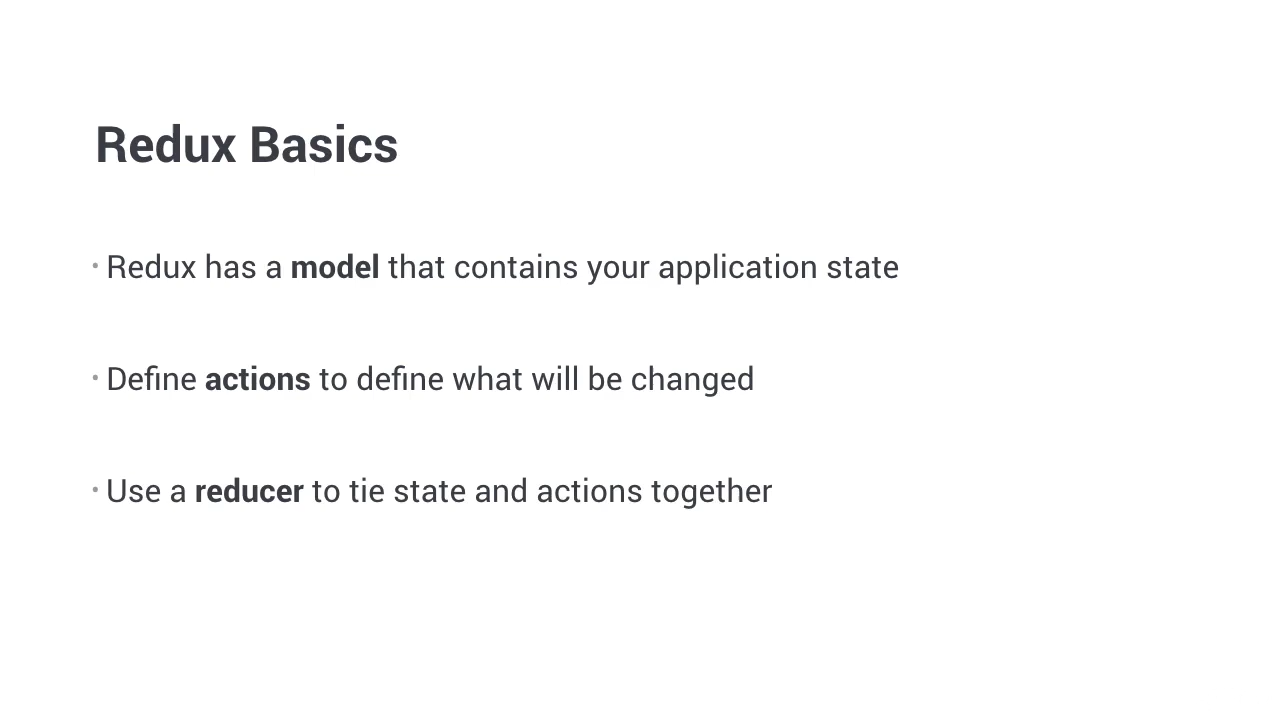 Redux Basics
· Redux has a model that contains your application state
· Define actions to define what will be changed
· Use a reducer to tie state and actions together